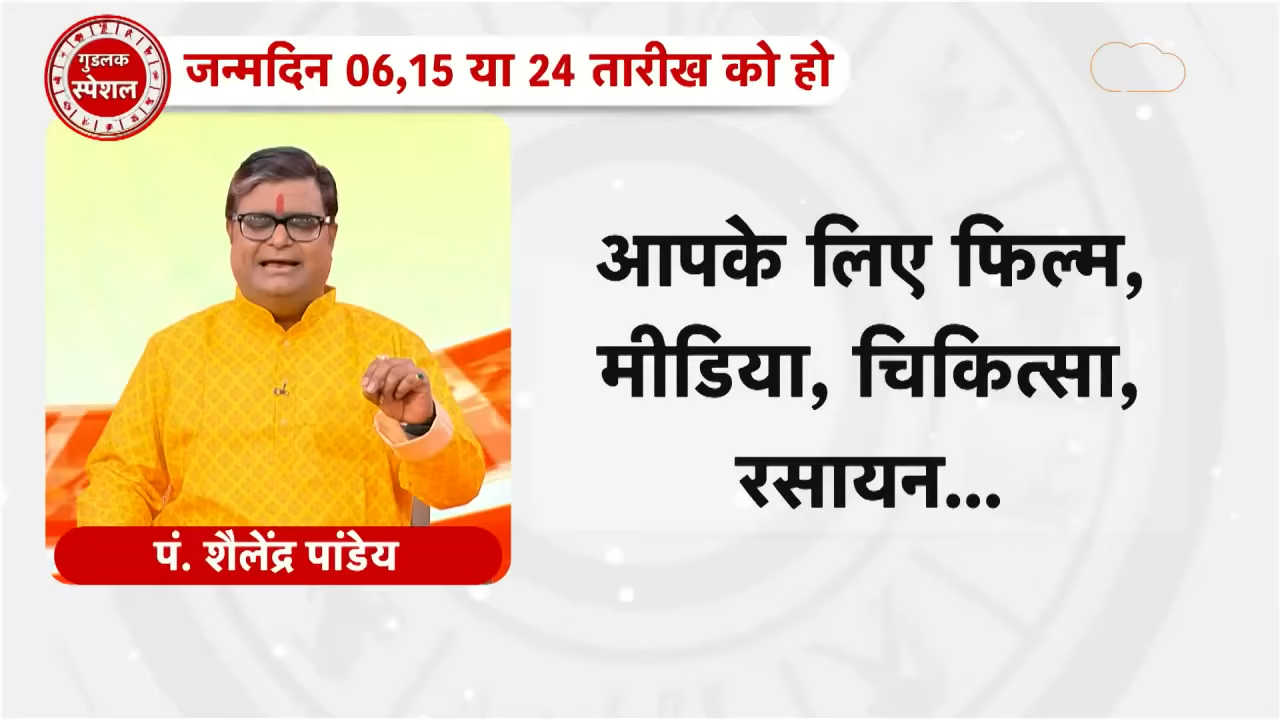 गुडलक
स्पेशल
जन्मदिन 06,15 या 24 तारीख को हो
आपके लिए फिल्म,
मीडिया, चिकित्सा,
रसायन...
पं. शैलेंद्र पांडेय